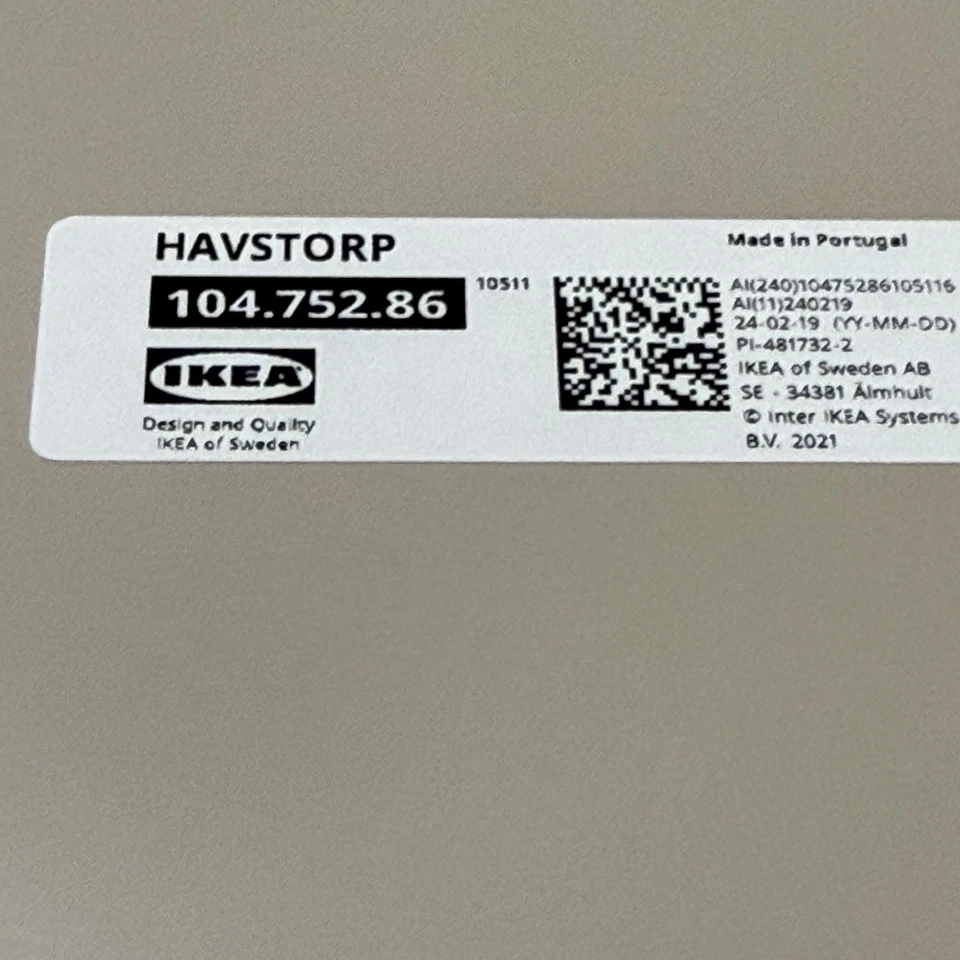 HAVSTORP
104.752.86
10511
IKEA
Design and Quality
IKEA of Sweden
Made in Portugal
AI(240)10475286105116
AI(11)240219
24-02-19 (YY-MM-DD)
PI-481732-2
IKEA of Sweden AB
SE - 34381 Älmhult
© Inter IKEA Systems
B.V. 2021